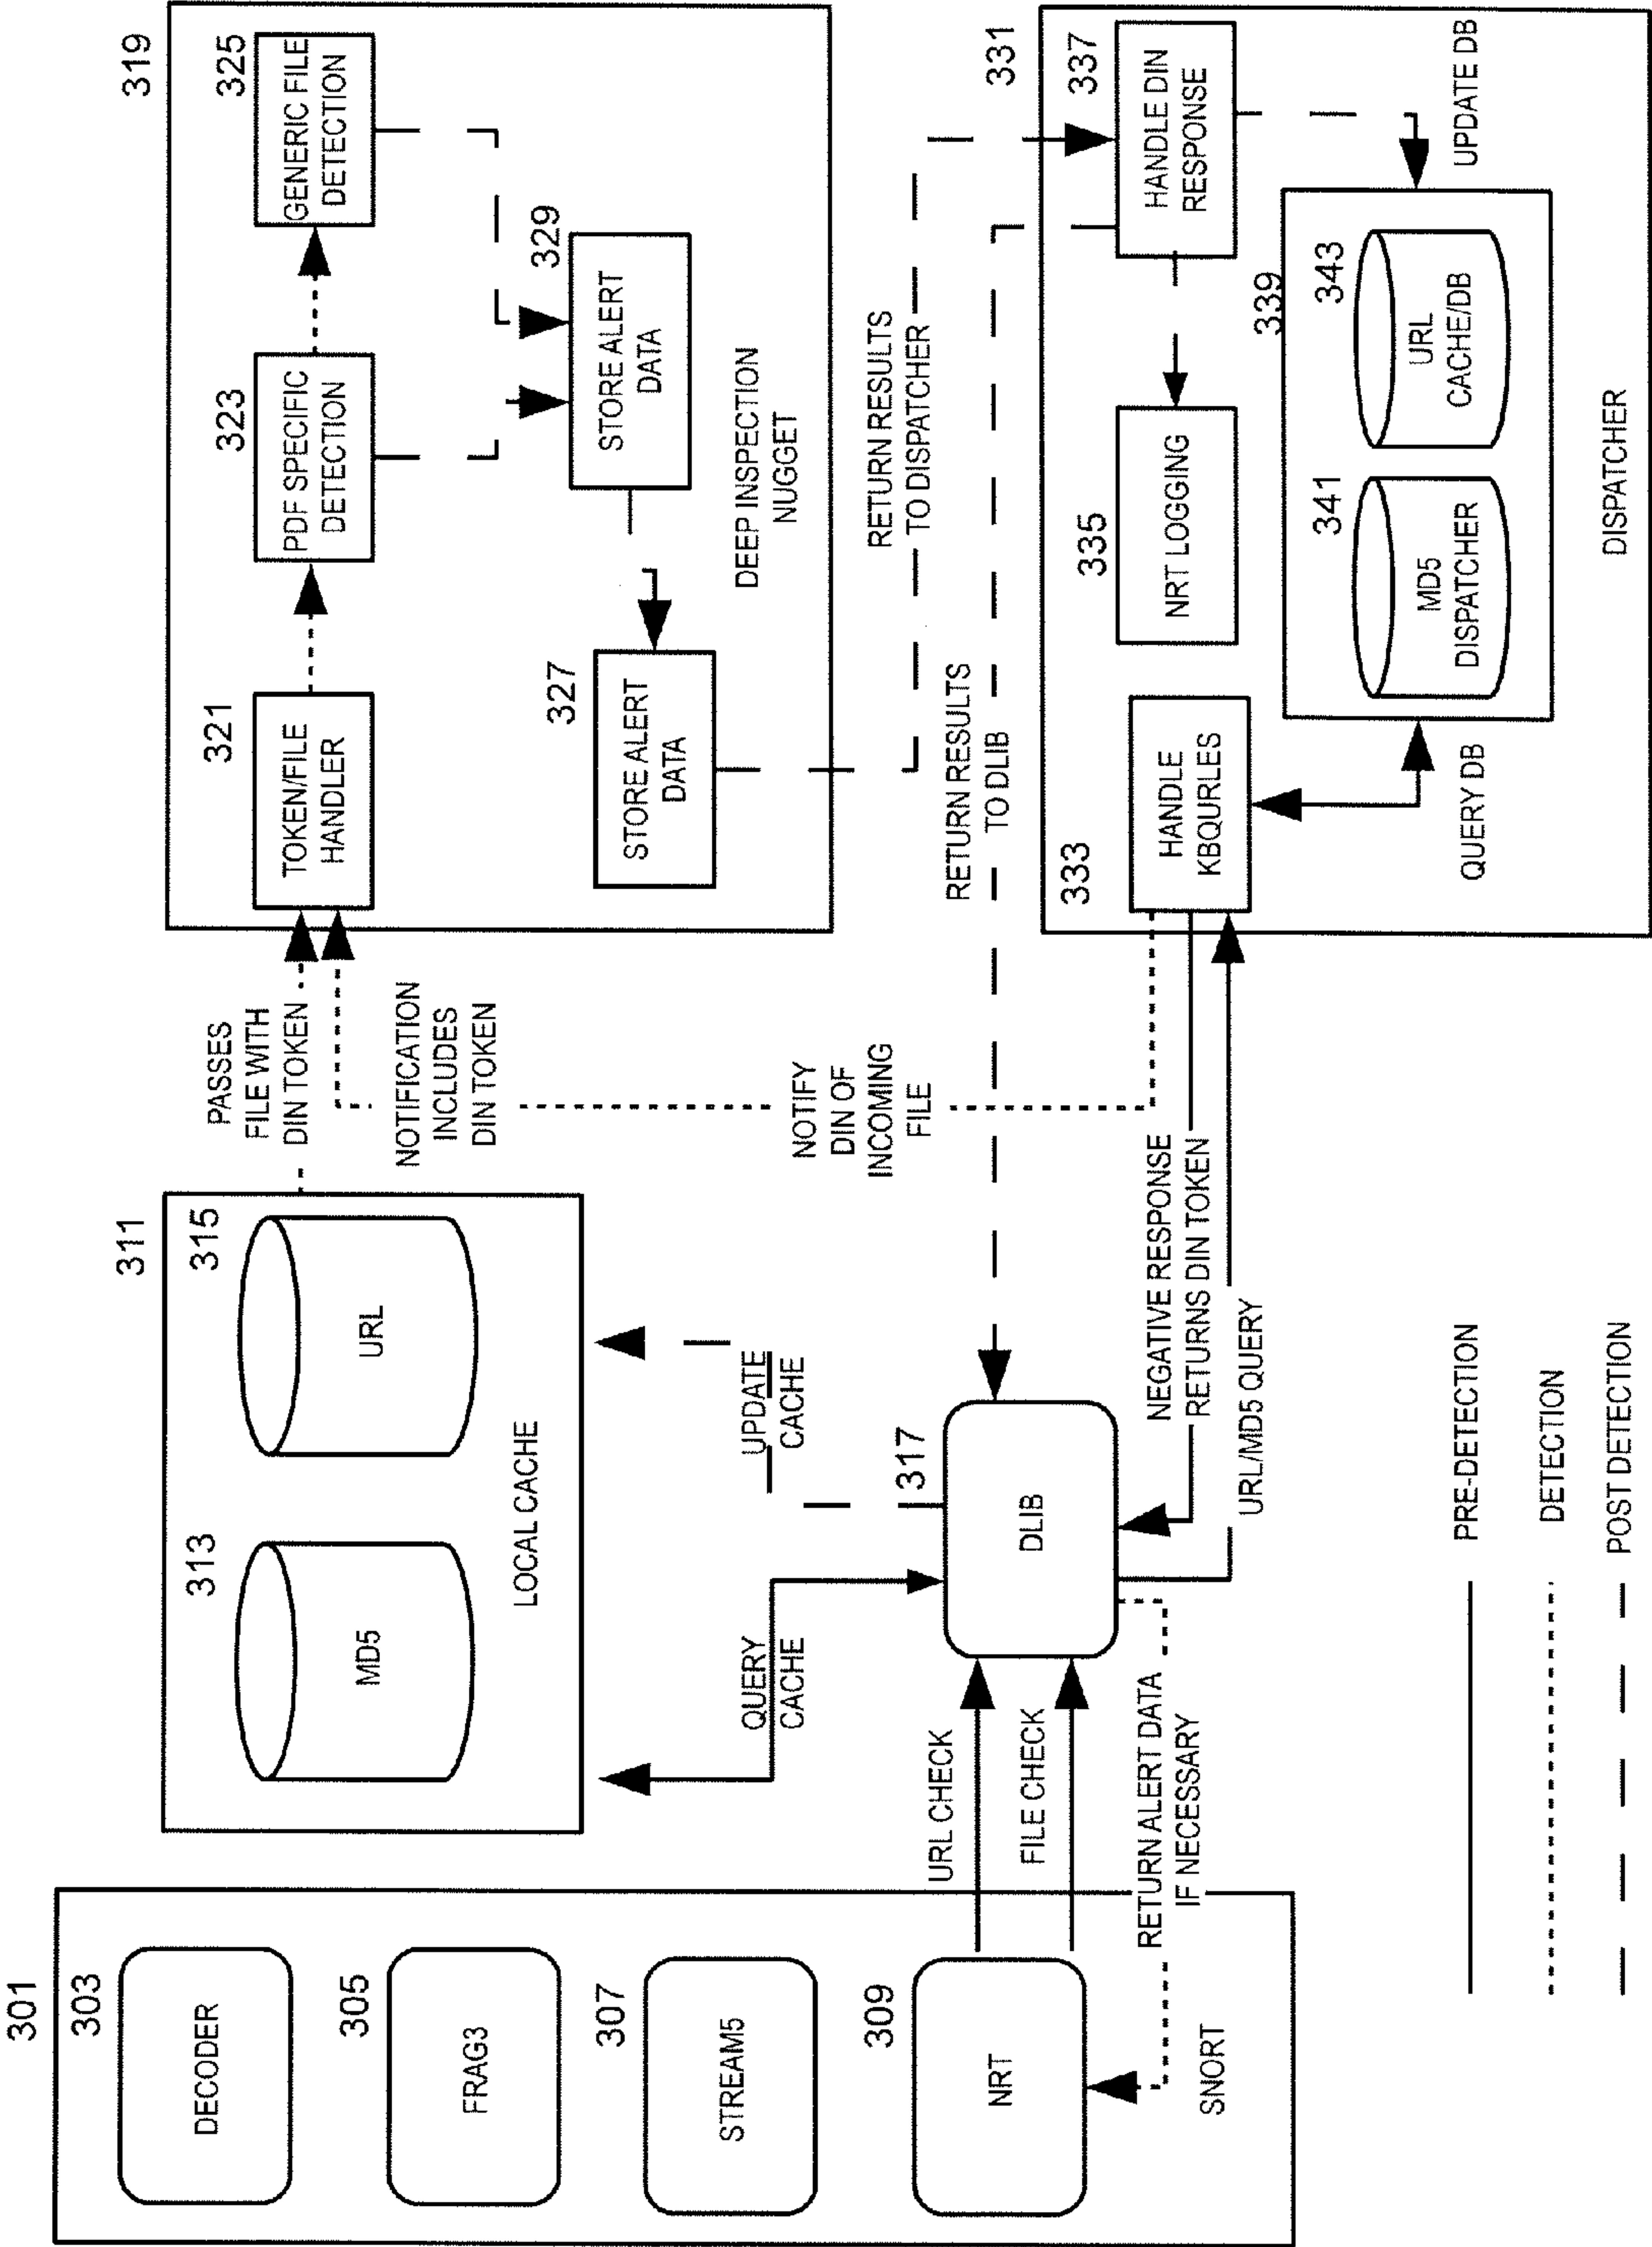 301
303
DECODER
305
FRAG3
307
STREAM5
309
NRT
SNORT
311
313
MD5
315
URL
LOCAL CACHE
QUERY
CACHE
UPDATE
CACHE
URL CHECK
FILE CHECK
RETURN ALERT DATA
IF NECESSARY
317
DLIB
PASSES
FILE WITH
DIN TOKEN
NOTIFICATION
INCLUDES
DIN TOKEN
NOTIFY
DIN OF
INCOMING
FILE
NEGATIVE RESPONSE
RETURNS DIN TOKEN
URL/MD5 QUERY
319
321
TOKEN/FILE
HANDLER
323
PDF SPECIFIC
DETECTION
325
GENERIC FILE
DETECTION
327
STORE ALERT
DATA
329
STORE ALERT
DATA
DEEP INSPECTION
NUGGET
RETURN RESULTS
TO DISPATCHER
RETURN RESULTS
TO DLIB
331
333
HANDLE
KBQURLES
335
NRT LOGGING
337
HANDLE DIN
RESPONSE
339
341
MD5
DISPATCHER
343
URL
CACHE/DB
QUERY DB
UPDATE DB
DISPATCHER
PRE-DETECTION
DETECTION
POST DETECTION